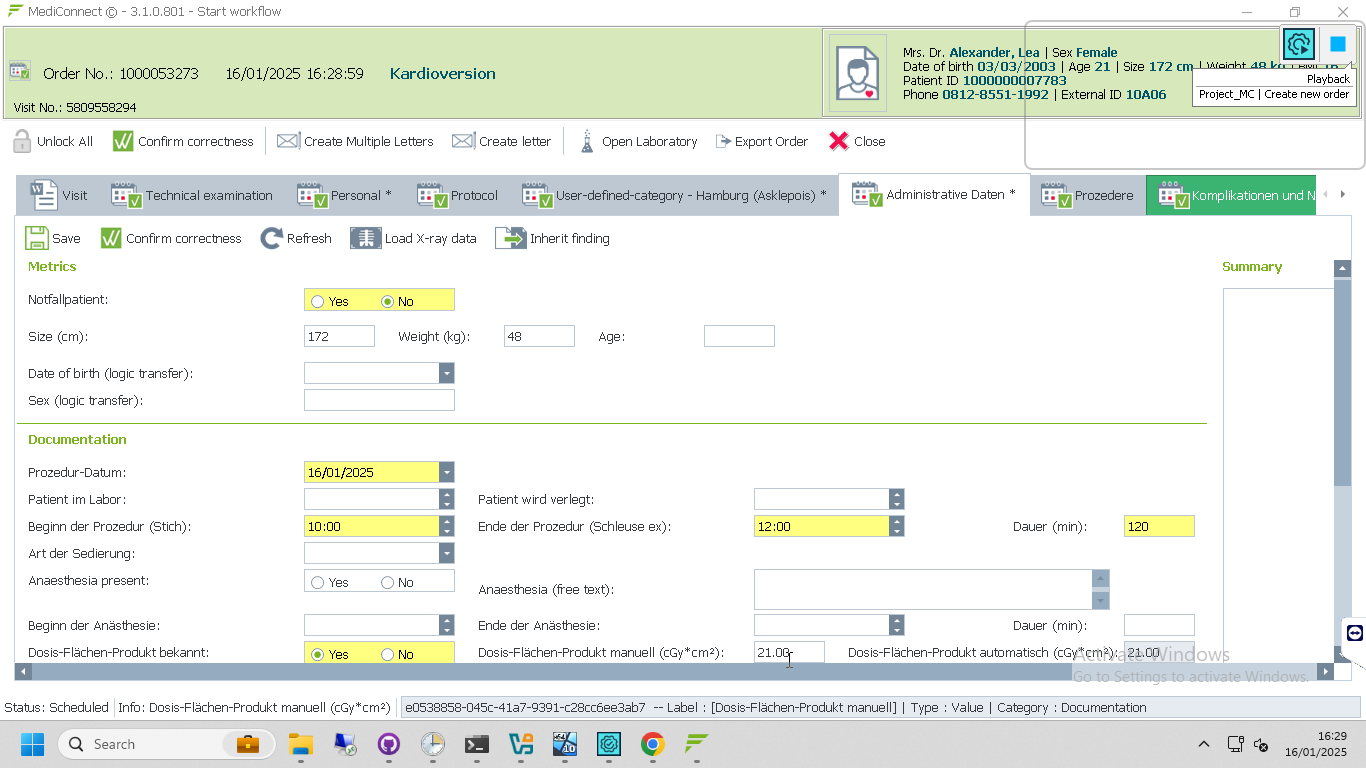 MediConnect © - 3.1.0.801 - Start workflow
Order No.: 1000053273 16/01/2025 16:28:59 Kardioversion
Visit No.: 5809558294
Mrs. Dr. Alexander, Lea | Sex Female
Date of birth 03/03/2003 | Age 21 | Size 172 cm | Weight 48 kg |
Patient ID 1000000007783
Phone 0812-8551-1992 | External ID 10A06
Playback
Project_MC | Create new order
Unlock All Confirm correctness Create Multiple Letters Create letter Open Laboratory Export Order Close
Visit Technical examination Personal * Protocol User-defined-category - Hamburg (Asklepois) * Administrative Daten * Prozedere Komplikationen und N
Save Confirm correctness Refresh Load X-ray data Inherit finding
Metrics Summary
Notfallpatient: Yes No
Size (cm): 172 Weight (kg): 48 Age:
Date of birth (logic transfer):
Sex (logic transfer):
Documentation
Prozedur-Datum: 16/01/2025
Patient im Labor: Patient wird verlegt:
Beginn der Prozedur (Stich): 10:00 Ende der Prozedur (Schleuse ex): 12:00 Dauer (min): 120
Art der Sedierung:
Anaesthesia present: Yes No Anaesthesia (free text):
Beginn der Anästhesie: Ende der Anästhesie: Dauer (min):
Dosis-Flächen-Produkt bekannt: Yes No Dosis-Flächen-Produkt manuell (cGy*cm²): 21.00 Dosis-Flächen-Produkt automatisch (cGy*cm²): 21.00
Activate Windows
Go to Settings to activate Windows.
Status: Scheduled Info: Dosis-Flächen-Produkt manuell (cGy*cm²) e0538858-045c-41a7-9391-c28cc6ee3ab7 -- Label : [Dosis-Flächen-Produkt manuell] | Type : Value | Category : Documentation
Search
16:29
16/01/2025